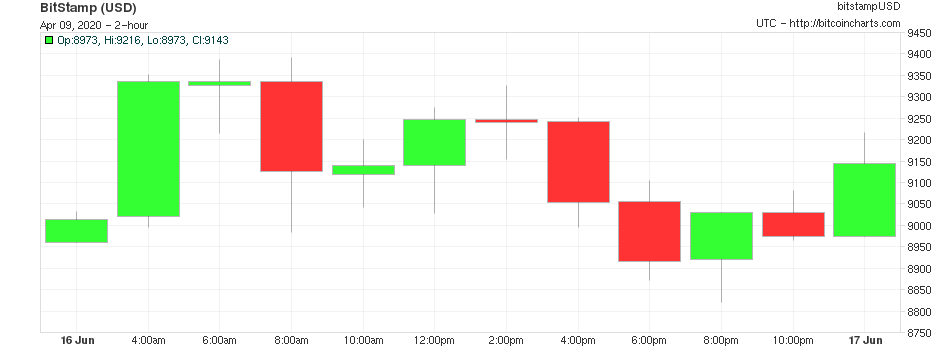 BitStamp (USD)
bitstampUSD
Apr 09, 2020 - 2-hour
UTC - http://bitcoincharts.com
Op:8973, Hi:9216, Lo:8973, Cl:9143
9450
9400
9350
9300
9250
9200
9150
9100
9050
9000
8950
8900
8850
8800
8750
16 Jun 4:00am 6:00am 8:00am 10:00am 12:00pm 2:00pm 4:00pm 6:00pm 8:00pm 10:00pm 17 Jun